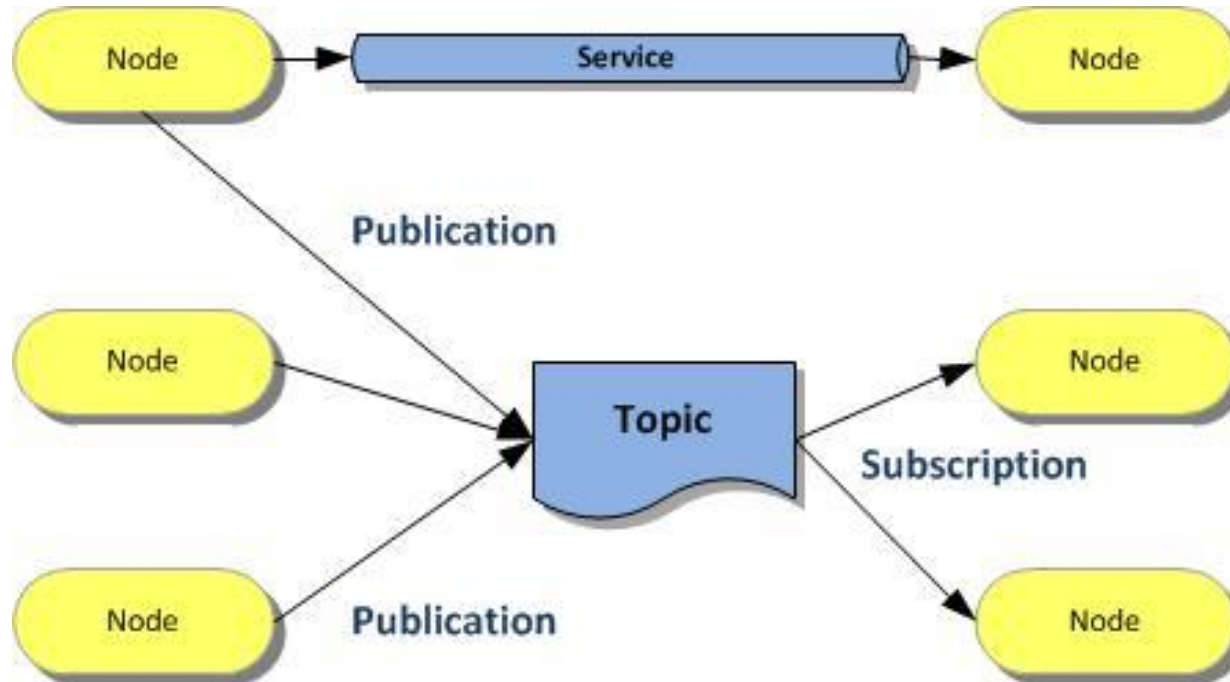 Node
Service
Node
Publication
Node
Topic
Node
Subscription
Node
Publication
Node